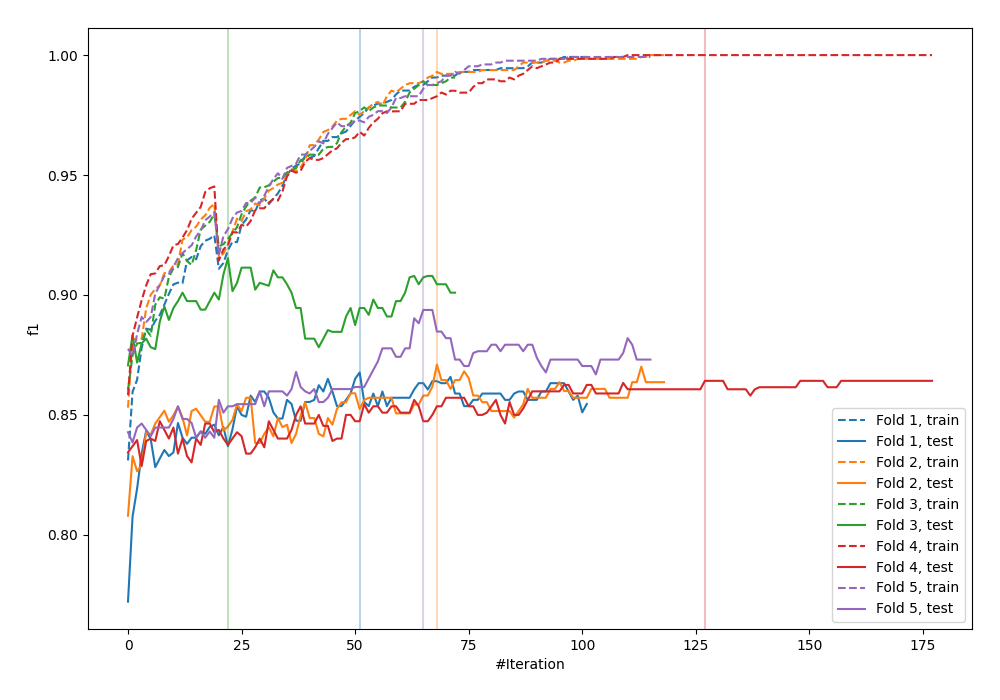 1.00
0.95
0.90
0.85
0.80
f1
0
25
50
75
100
125
150
175
#Iteration
Fold 1, train
Fold 1, test
Fold 2, train
Fold 2, test
Fold 3, train
Fold 3, test
Fold 4, train
Fold 4, test
Fold 5, train
Fold 5, test